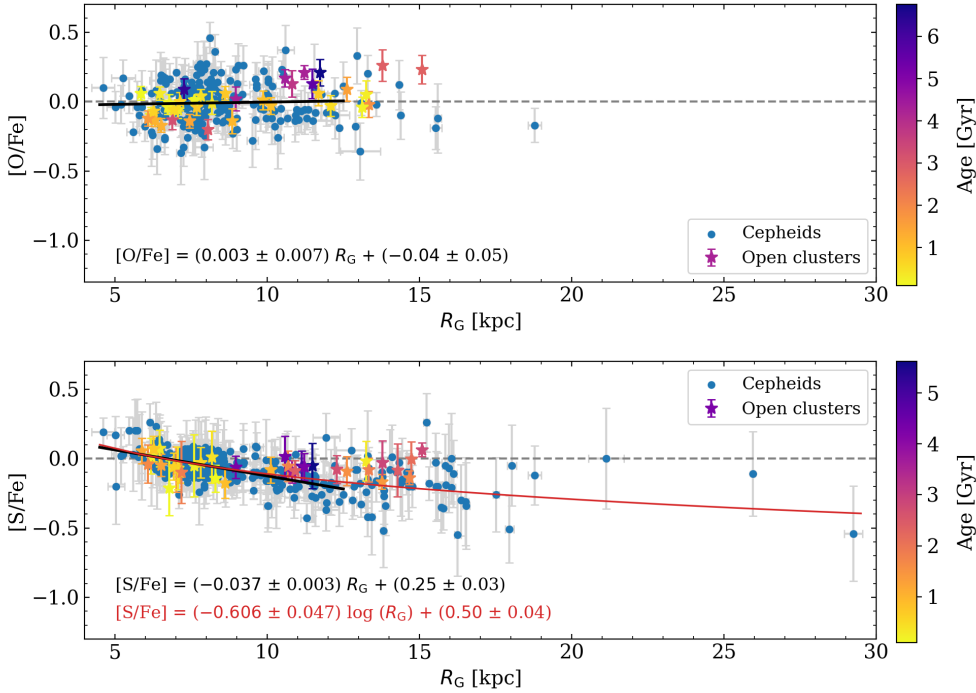 0.5
0.0
−0.5
−1.0
[O/Fe]
Cepheids
Open clusters
[O/Fe] = (0.003 ± 0.007) R_G + (−0.04 ± 0.05)
5 10 15 20 25 30
R_G [kpc]
6
5
4
3
2
1
Age [Gyr]
0.5
0.0
−0.5
−1.0
[S/Fe]
Cepheids
Open clusters
[S/Fe] = (−0.037 ± 0.003) R_G + (0.25 ± 0.03)
[S/Fe] = (−0.606 ± 0.047) log (R_G) + (0.50 ± 0.04)
5 10 15 20 25 30
R_G [kpc]
5
4
3
2
1
Age [Gyr]